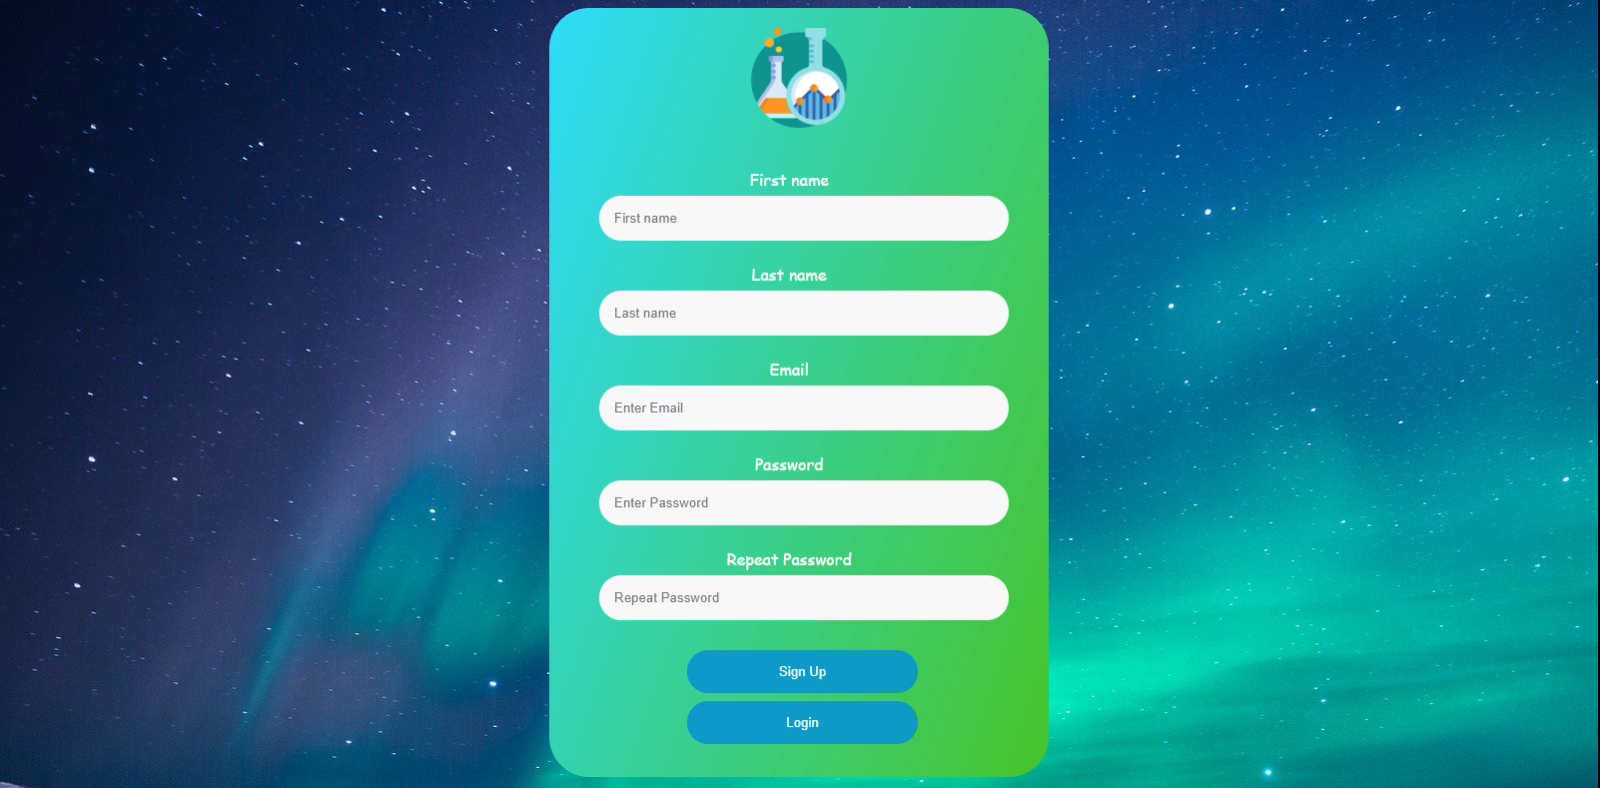 First name
First name
Last name
Last name
Email
Enter Email
Password
Enter Password
Repeat Password
Repeat Password
Sign Up
Login